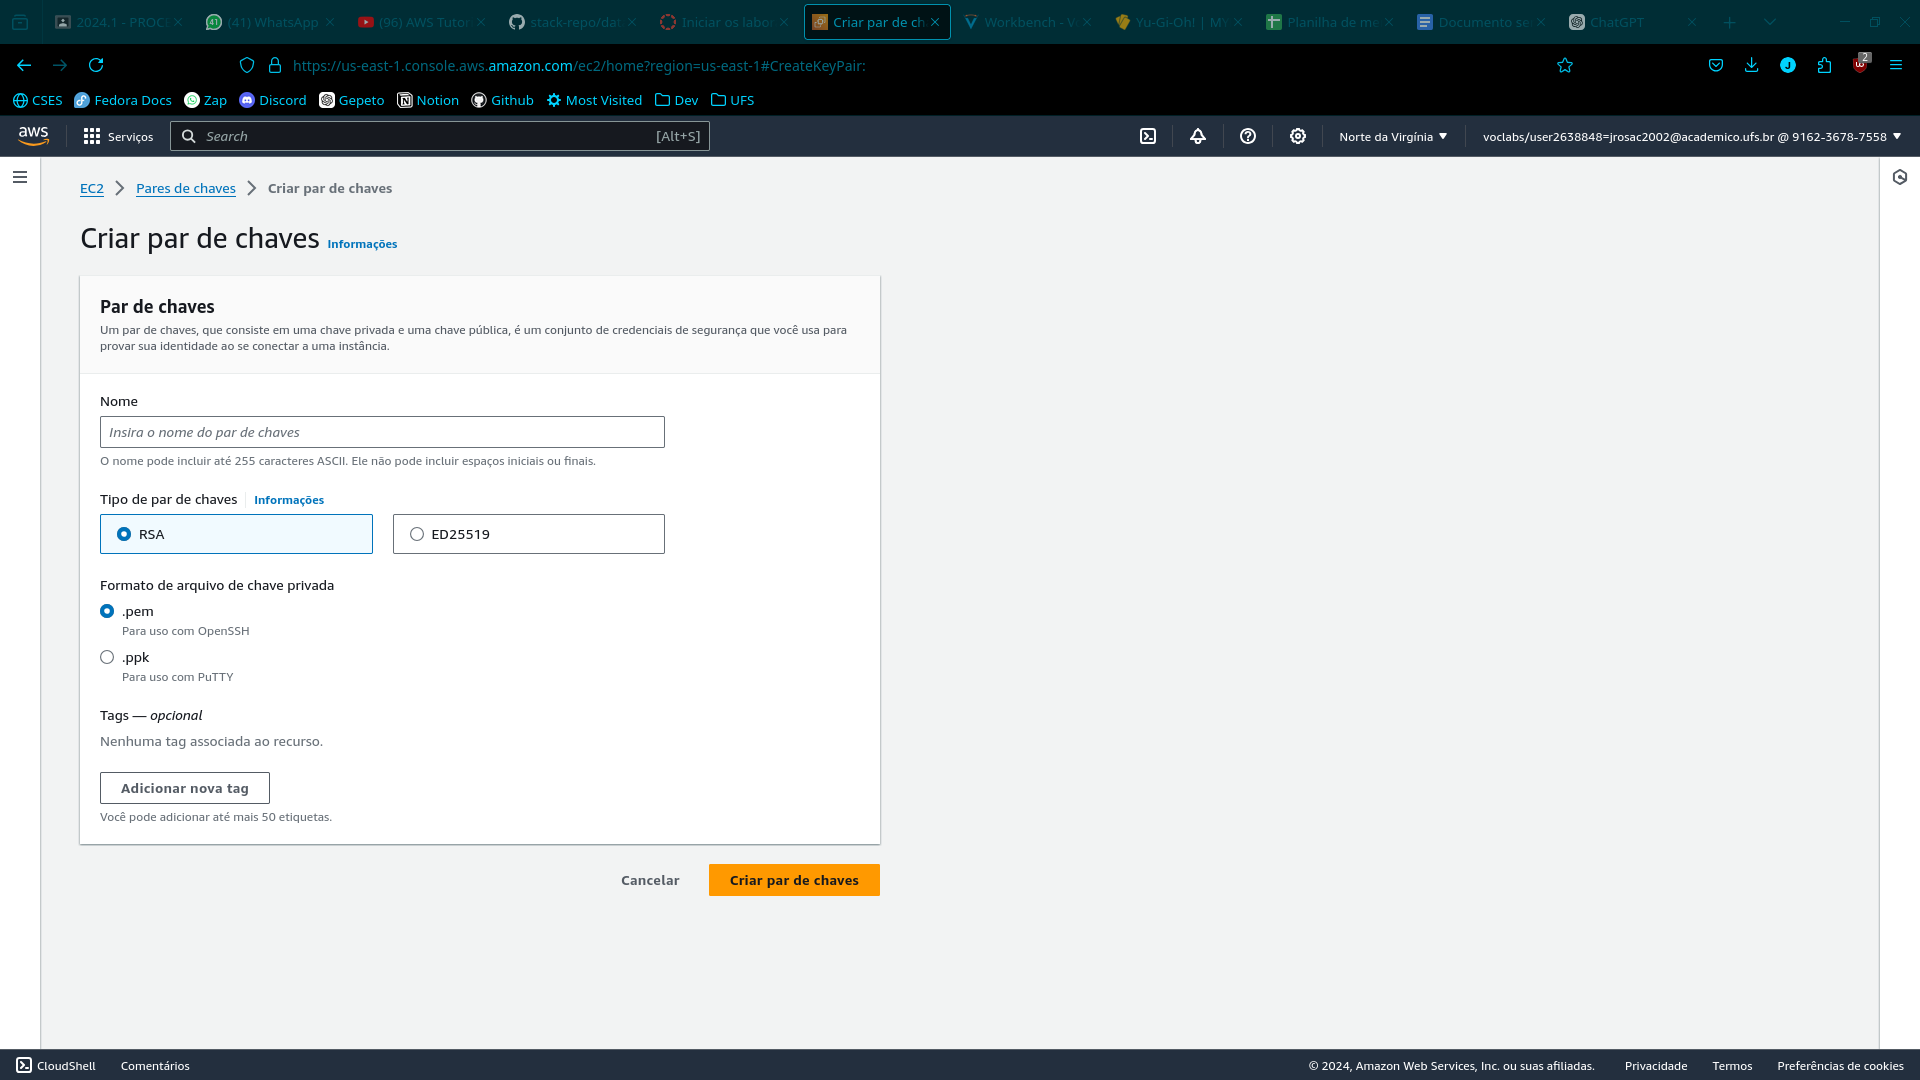 2024.1 - PROC
(41) WhatsApp
(96) AWS Tutor
stack-repo/dat
Iniciar os labor
Criar par de ch
Workbench - Vo
Yu-Gi-Oh! | MY
Planilha de me
Documento se
ChatGPT
https://us-east-1.console.aws.amazon.com/ec2/home?region=us-east-1#CreateKeyPair:
2
CSES
Fedora Docs
Zap
Discord
Gepeto
Notion
Github
Most Visited
Dev
UFS
aws
Serviços
Search
[Alt+S]
Norte da Virgínia
voclabs/user2638848=jrosac2002@academico.ufs.br @ 9162-3678-7558
EC2
Pares de chaves
Criar par de chaves
Criar par de chaves
Informações
Par de chaves
Um par de chaves, que consiste em uma chave privada e uma chave pública, é um conjunto de credenciais de segurança que você usa para
provar sua identidade ao se conectar a uma instância.
Nome
Insira o nome do par de chaves
O nome pode incluir até 255 caracteres ASCII. Ele não pode incluir espaços iniciais ou finais.
Tipo de par de chaves
Informações
RSA
ED25519
Formato de arquivo de chave privada
.pem
Para uso com OpenSSH
.ppk
Para uso com PuTTY
Tags — opcional
Nenhuma tag associada ao recurso.
Adicionar nova tag
Você pode adicionar até mais 50 etiquetas.
Cancelar
Criar par de chaves
CloudShell
Comentários
© 2024, Amazon Web Services, Inc. ou suas afiliadas.
Privacidade
Termos
Preferências de cookies